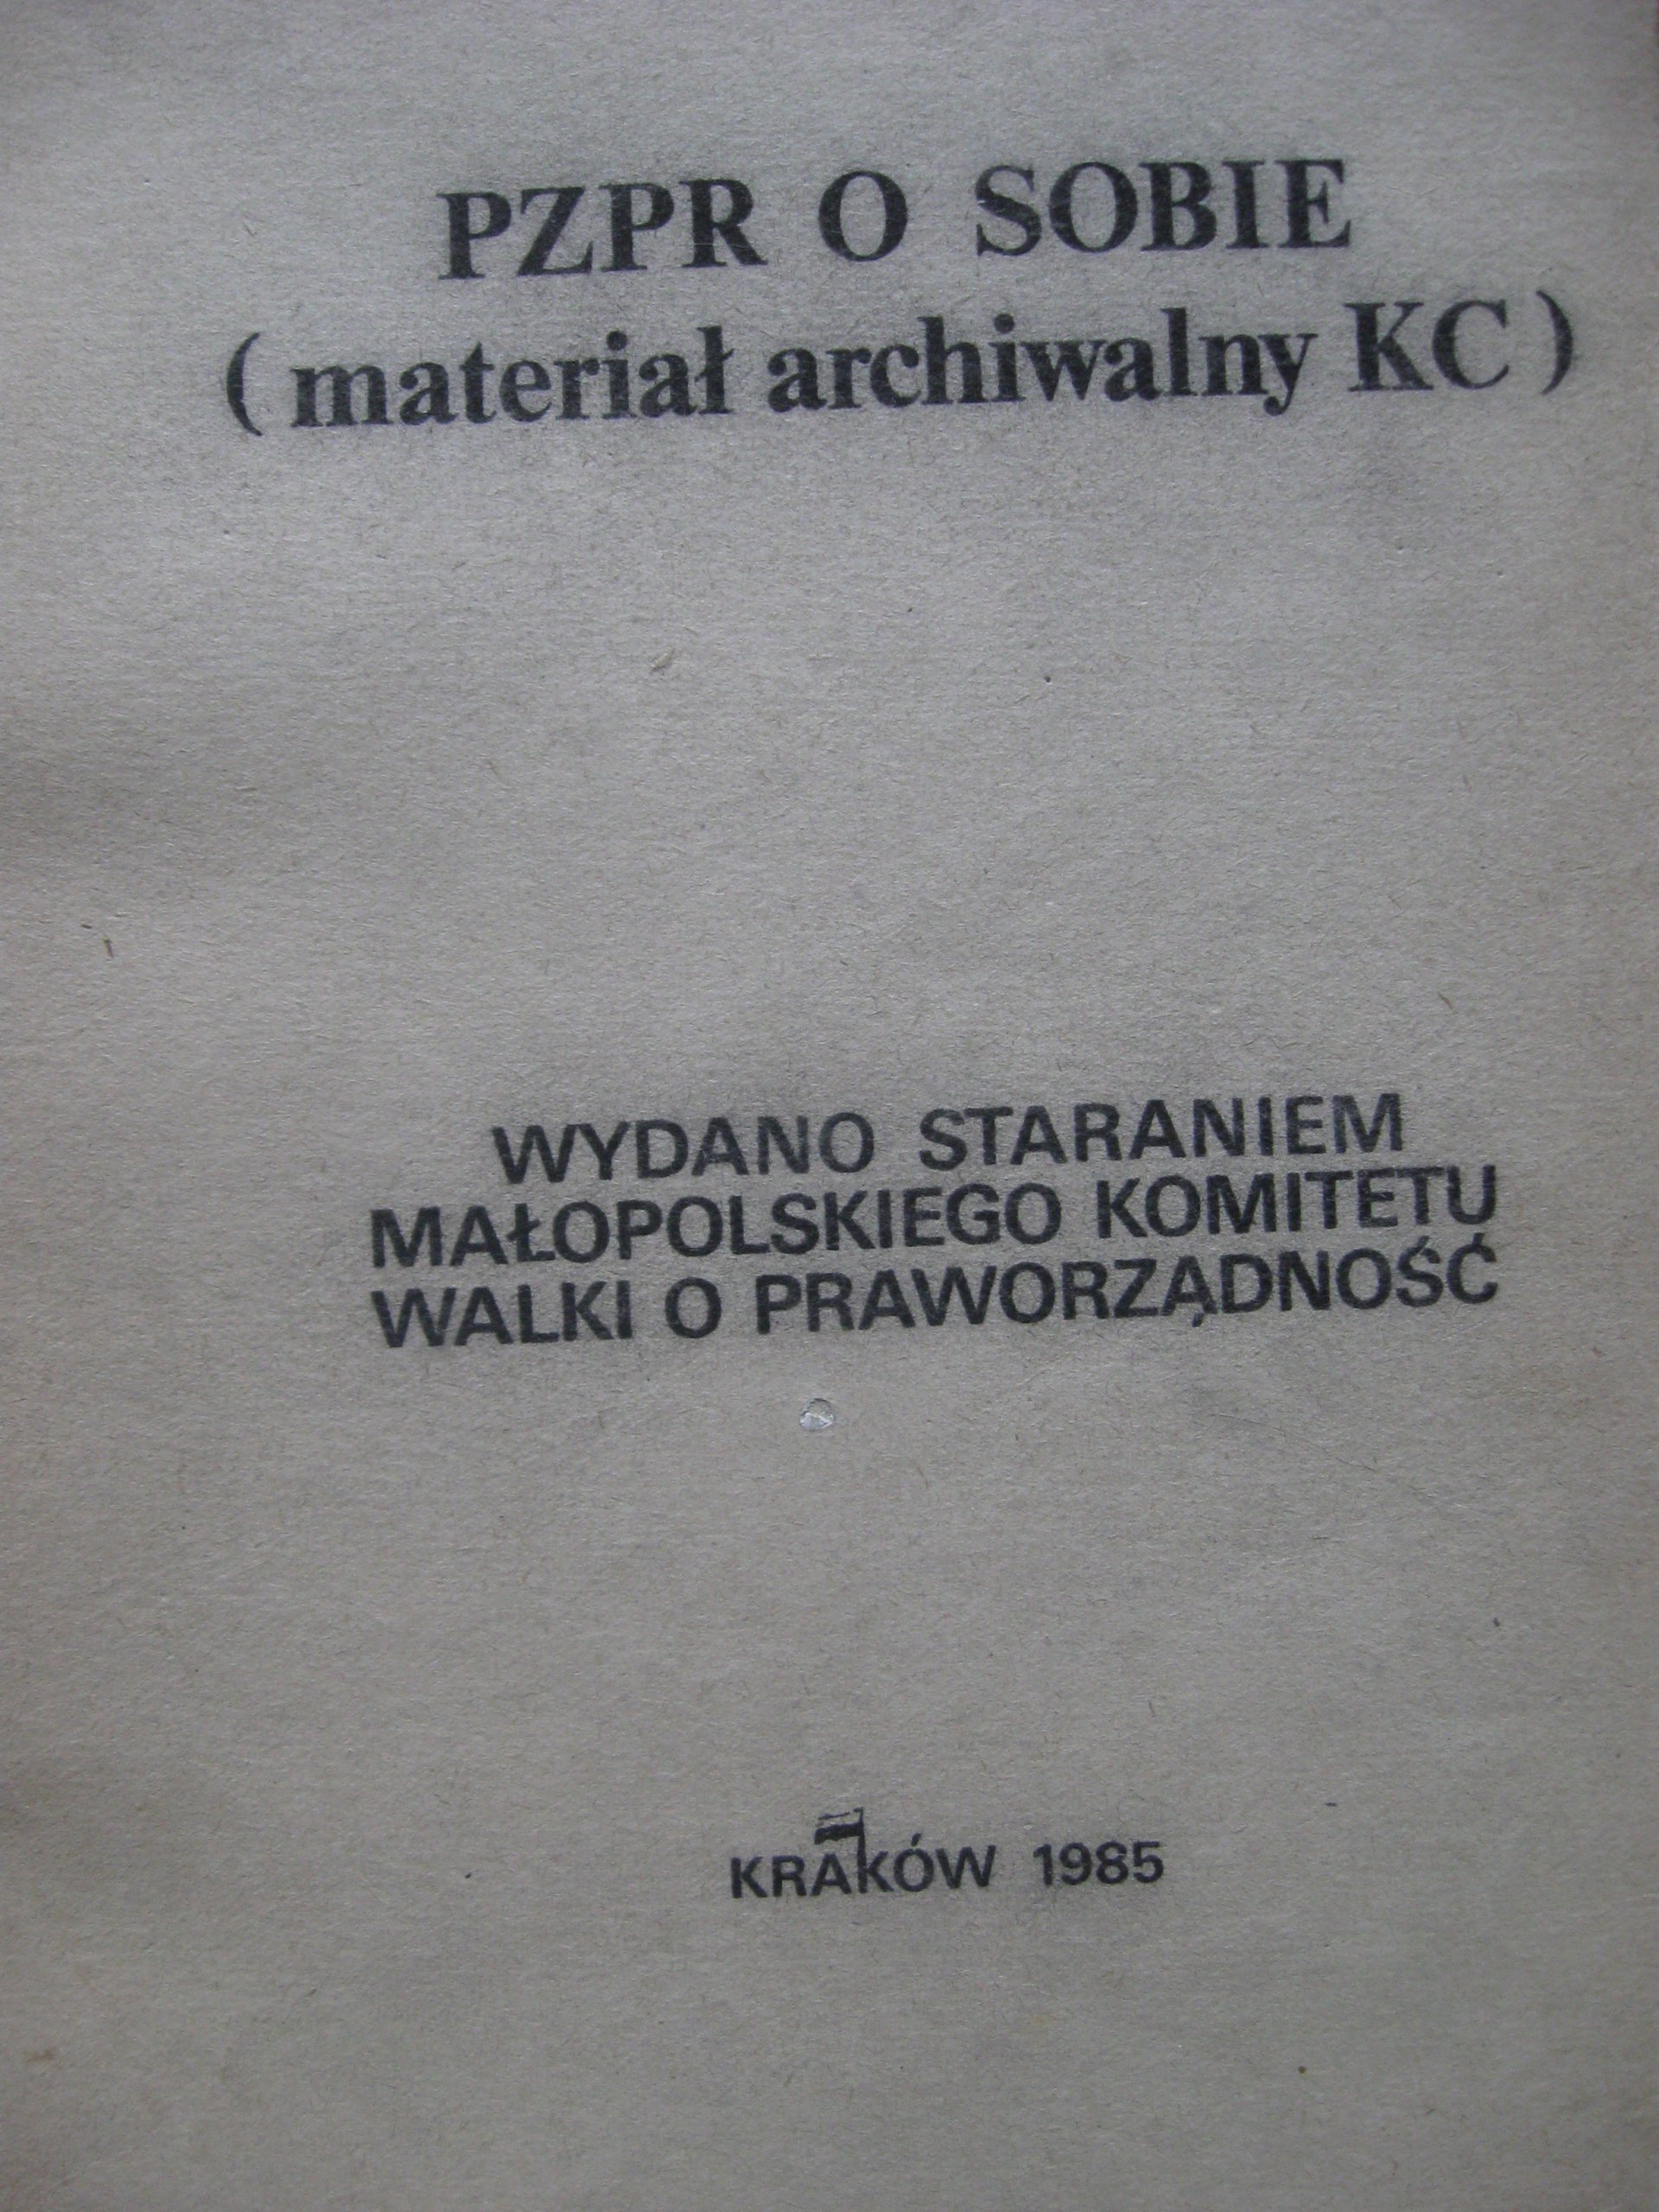 PZPR O SOBIE
( materiał archiwalny KC )
WYDANO STARANIEM
MAŁOPOLSKIEGO KOMITETU
WALKI O PRAWORZĄDNOŚĆ
KRAKÓW 1985